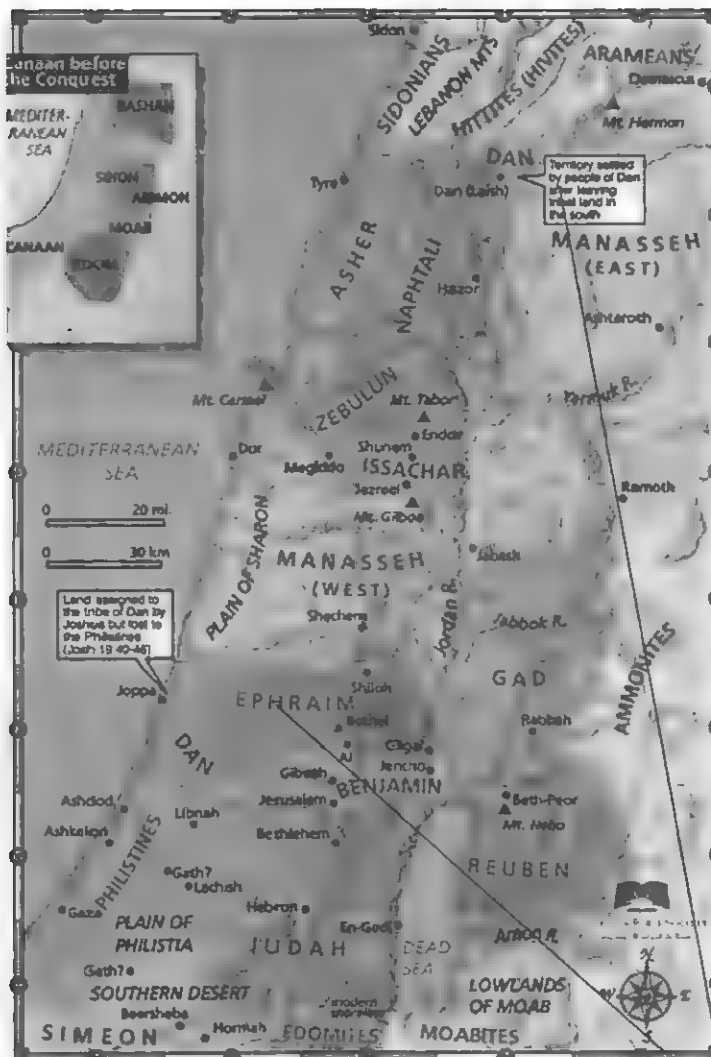 Canaan before
the Conquest
MEDITER-
RANEAN
SEA
BASHAN
SIHON
AMMON
MOAB
CANAAN
EDOM
Sidon
SIDONIANS
LEBANON MTS
HITTITES (HIVITES)
ARAMEANS
Damascus
Mt. Hermon
DAN
Tyre
Dan (Laish)
Territory settled
by people of Dan
after leaving
tribal land in
the south
MANASSEH
(EAST)
ASHER
NAPHTALI
Hazor
Ashtaroth
ZEBULUN
Mt. Carmel
Mt. Tabor
Yarmuk R.
Endor
MEDITERRANEAN
SEA
Dor
Megiddo
Shunem
ISSACHAR
Jezreel
Ramoth
0 20 mi.
Mt. Gilboa
0 30 km
PLAIN OF SHARON
MANASSEH
(WEST)
Jabesh
Jordan R.
Land assigned to
the tribe of Dan by
Joshua but lost to
the Philistines
(Josh 19:40-48)
Shechem
Jabbok R.
Shiloh
GAD
AMMONITES
Joppa
EPHRAIM
Bethel
DAN
Ai
Gilgal
Rabbah
Jericho
Gibeah
BENJAMIN
Ashdod
Jerusalem
Beth-Peor
Libnah
Mt. Nebo
Ashkelon
PHILISTINES
Bethlehem
REUBEN
Gath?
Lachish
Gaza
Hebron
En-Gedi
PLAIN OF
PHILISTIA
JUDAH
DEAD
SEA
Arnon R.
Gath?
SOUTHERN DESERT
modern
shoreline
LOWLANDS
OF MOAB
N
W
E
S
Beersheba
SIMEON
Hormah
EDOMITES
MOABITES